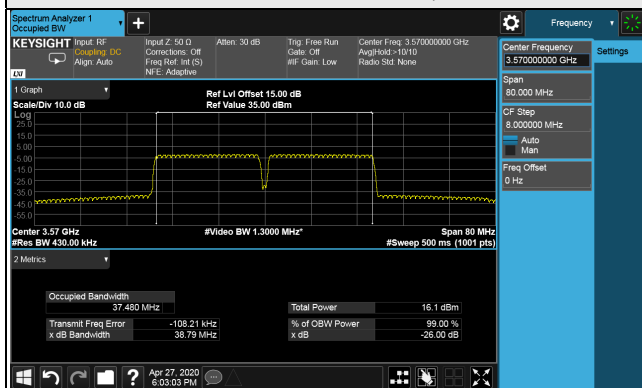 Spectrum Analyzer 1
Occupied BW
Frequency
KEYSIGHT
Input: RF
Coupling: DC
Align: Auto
Input Z: 50 Ω
Corrections: Off
Freq Ref: Int (S)
NFE: Adaptive
Atten: 30 dB
Trig: Free Run
Gate: Off
#IF Gain: Low
Center Freq: 3.570000000 GHz
Avg|Hold:>10/10
Radio Std: None
LXI
Center Frequency
3.570000000 GHz
Settings
Span
80.000 MHz
CF Step
8.000000 MHz
Auto
Man
Freq Offset
0 Hz
1 Graph
Scale/Div 10.0 dB
Ref Lvl Offset 15.00 dB
Ref Value 35.00 dBm
Log
25.0
15.0
5.00
-5.00
-15.0
-25.0
-35.0
-45.0
-55.0
Center 3.57 GHz
#Video BW 1.3000 MHz*
Span 80 MHz
#Res BW 430.00 kHz
#Sweep 500 ms (1001 pts)
2 Metrics
Occupied Bandwidth
37.480 MHz
Total Power 16.1 dBm
Transmit Freq Error -108.21 kHz
% of OBW Power 99.00 %
x dB Bandwidth 38.79 MHz
x dB -26.00 dB
?
Apr 27, 2020
6:03:03 PM